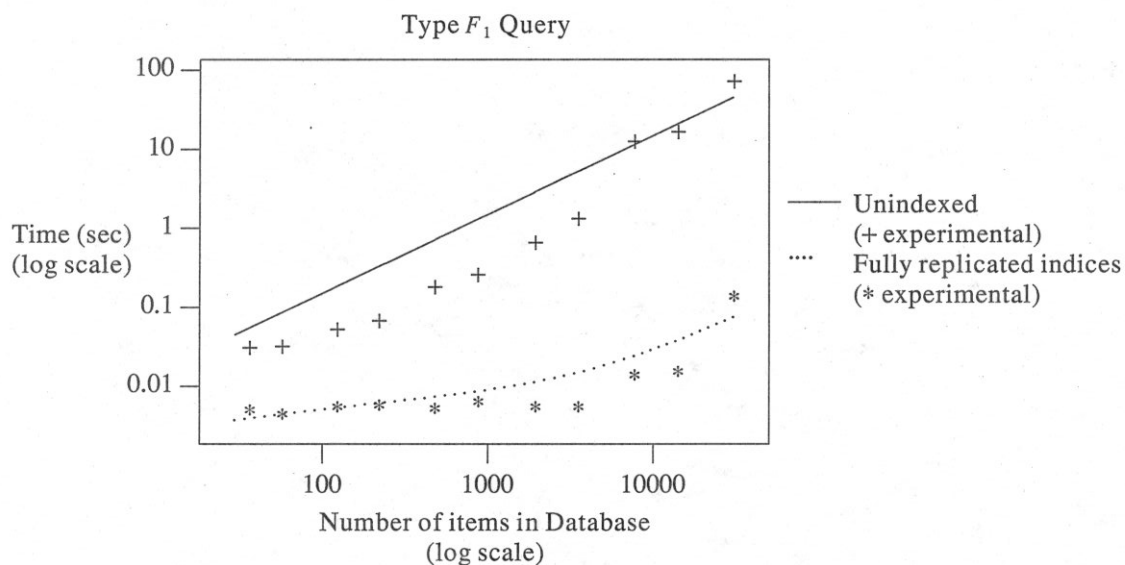 Type F₁ Query
100
10
1
0.1
0.01
Time (sec)
(log scale)
100 1000 10000
Number of items in Database
(log scale)
Unindexed
(+ experimental)
Fully replicated indices
(* experimental)